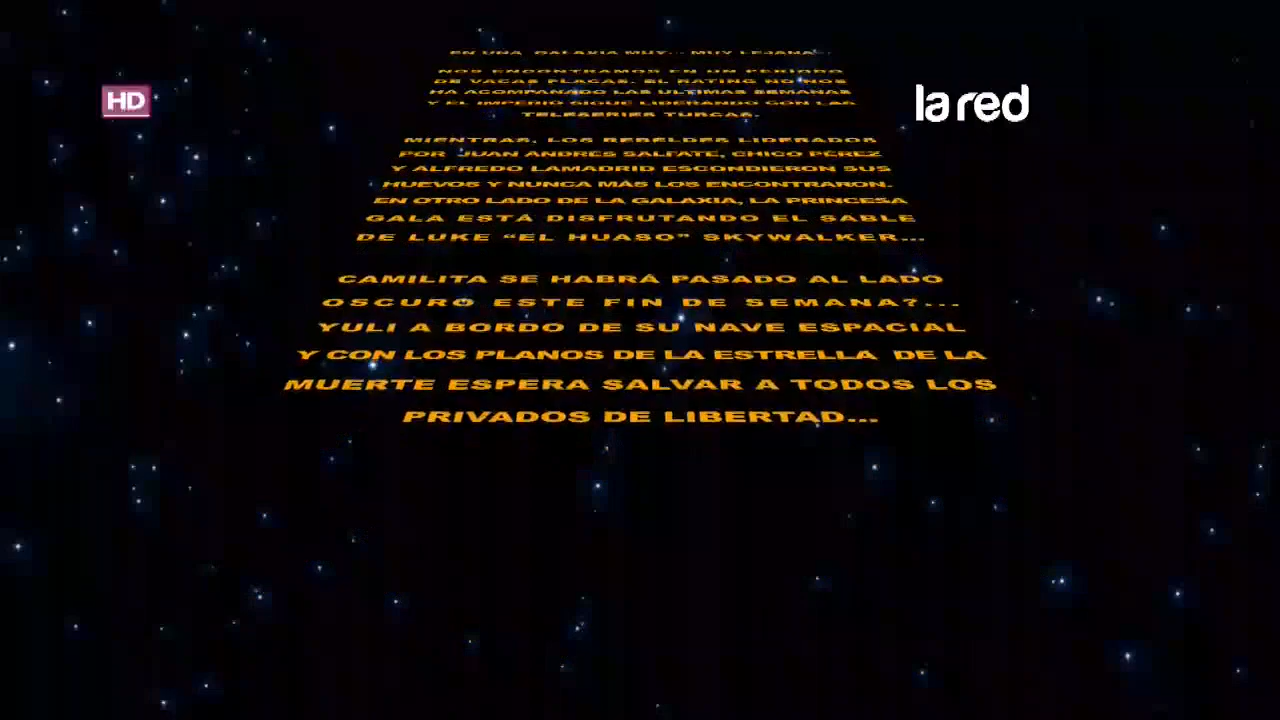 EN UNA GALAXIA MUY... MUY LEJANA...
NOS ENCONTRAMOS EN UN PERÍODO
DE VACAS FLACAS. EL RATING NO NOS
HA ACOMPAÑADO LAS ÚLTIMAS SEMANAS
Y EL IMPERIO SIGUE LIDERANDO CON LAA
TELESERIES TURCAS.
MIENTRAS, LOS REBELDES LIDERADOS
POR JUAN ANDRÉS SALFATE, CHICO PÉREZ
Y ALFREDO LAMADRID ESCONDIERON SUS
HUEVOS Y NUNCA MÁS LOS ENCONTRARON.
EN OTRO LADO DE LA GALAXIA, LA PRINCESA
GALA ESTÁ DISFRUTANDO EL SABLE
DE LUKE “EL HUASO” SKYWALKER...
CAMILITA SE HABRÁ PASADO AL LADO
OSCURO ESTE FIN DE SEMANA?...
YULI A BORDO DE SU NAVE ESPACIAL
Y CON LOS PLANOS DE LA ESTRELLA DE LA
MUERTE ESPERA SALVAR A TODOS LOS
PRIVADOS DE LIBERTAD...
HD
la red